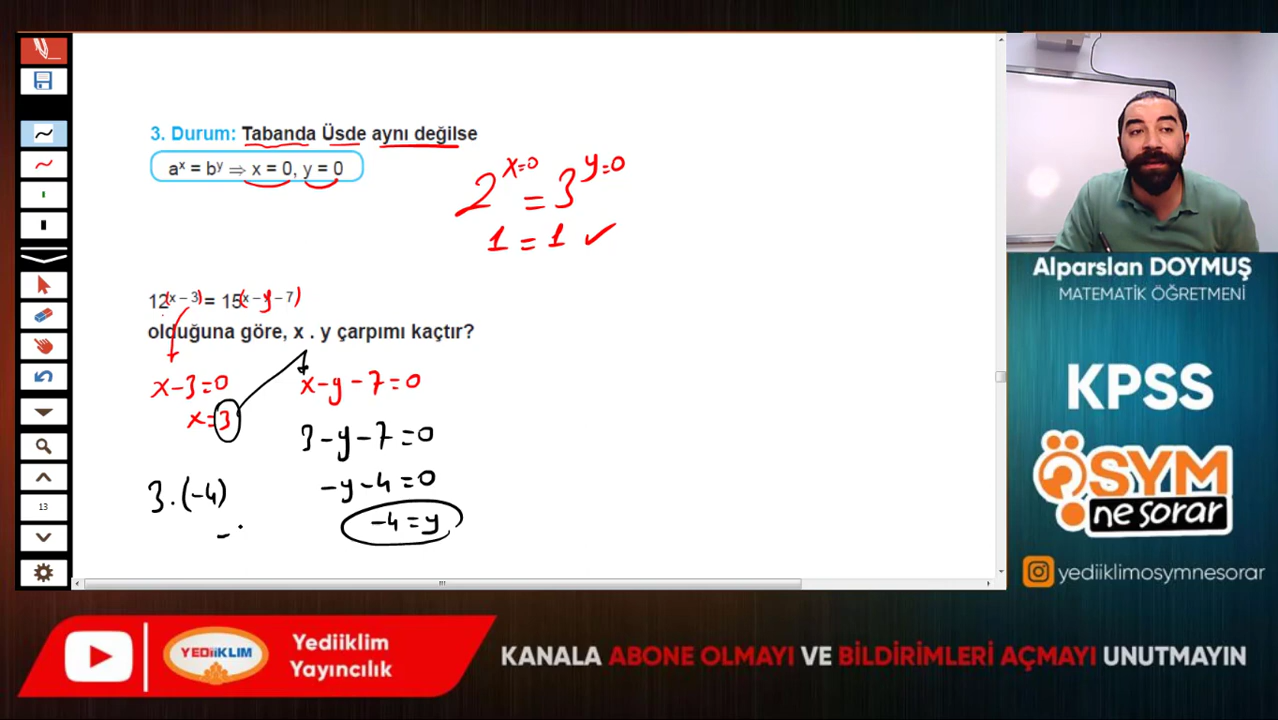 3. Durum: Tabanda Üsde aynı değilse
aˣ = bʸ ⇒ x = 0, y = 0
2^x=0 = 3^y=0
1 = 1 ✓
12^(x – 3) = 15^(x – y – 7)
olduğuna göre, x . y çarpımı kaçtır?
x-3=0
x=3
x-y-7=0
3-y-7=0
-y-4=0
-4=y
3.(-4)
-
13
Alparslan DOYMUŞ
MATEMATİK ÖĞRETMENİ
KPSS
ÖSYM
ne sorar
yediiklimosymnesorar
YEDİİKLİM
Yediiklim
Yayıncılık
KANALA ABONE OLMAYI VE BİLDİRİMLERİ AÇMAYI UNUTMAYIN